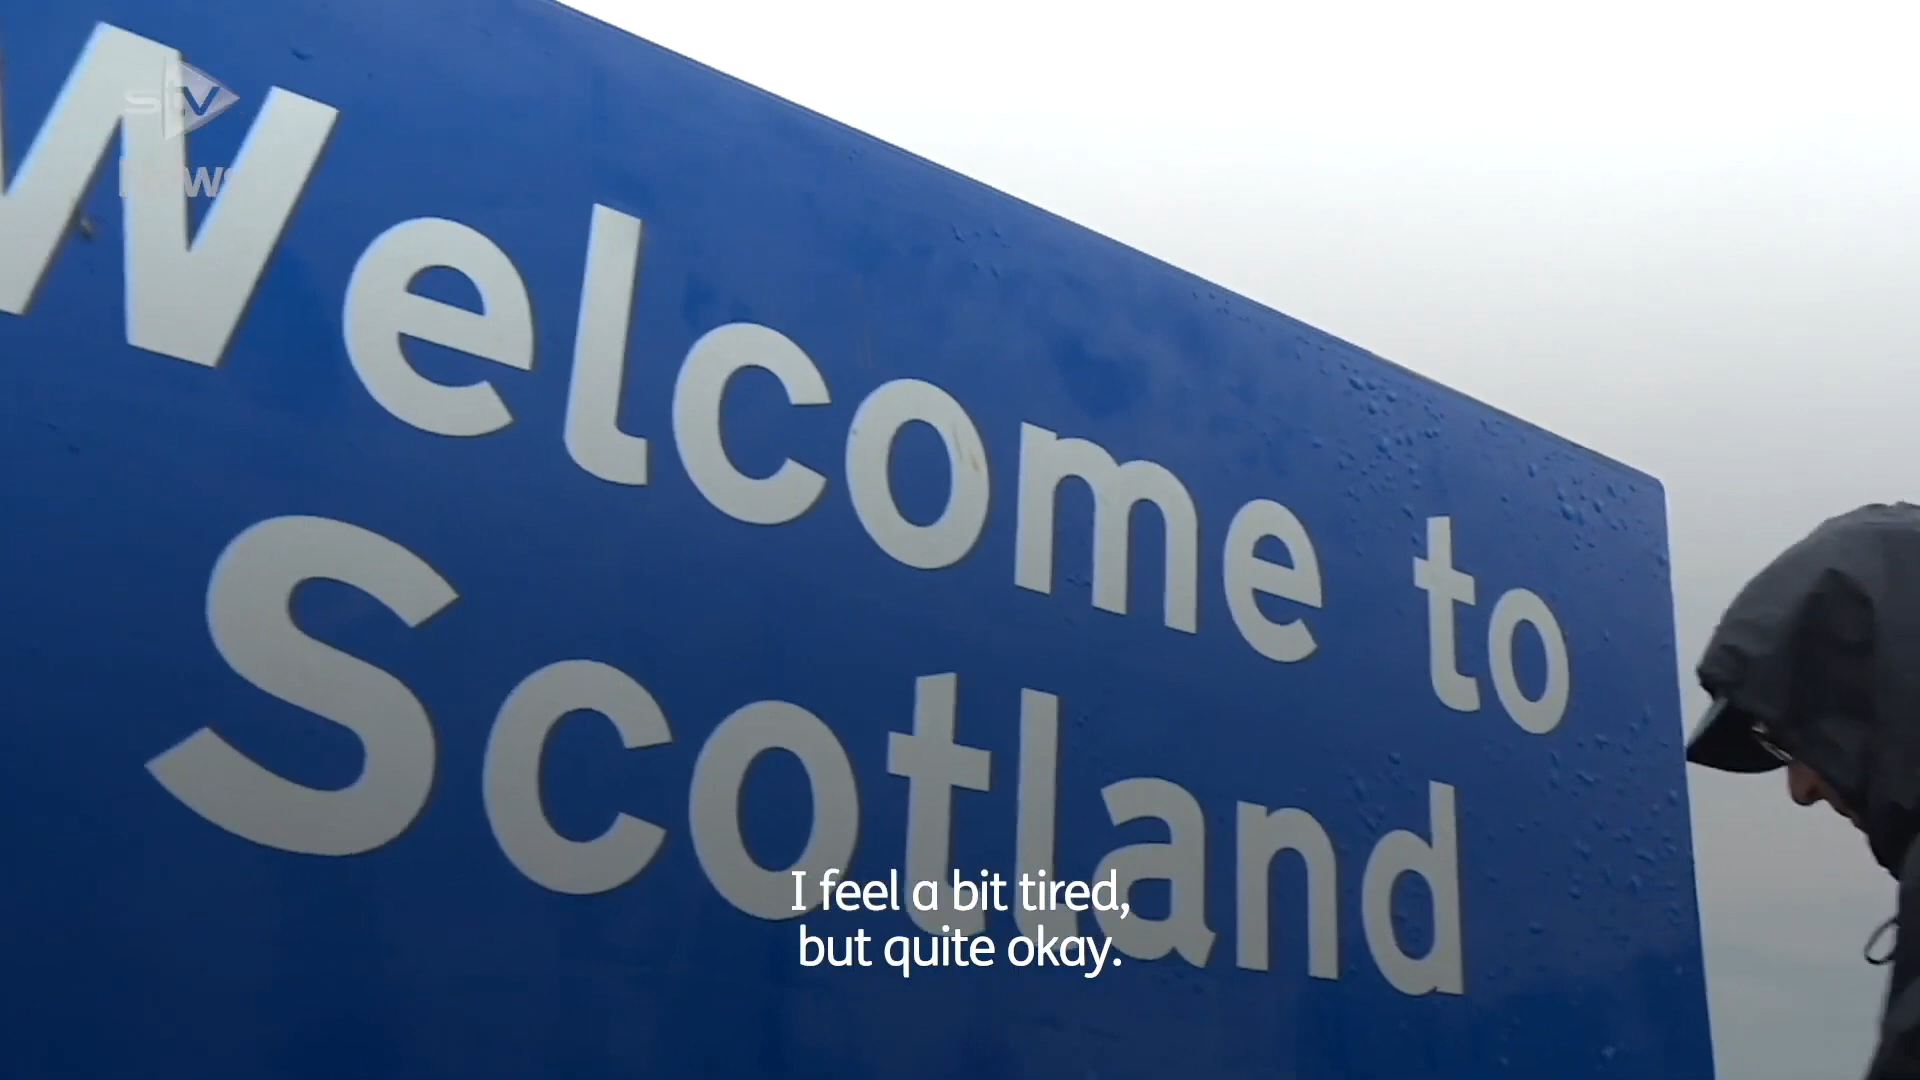 stv
news
Welcome to
Scotland
I feel a bit tired,
but quite okay.